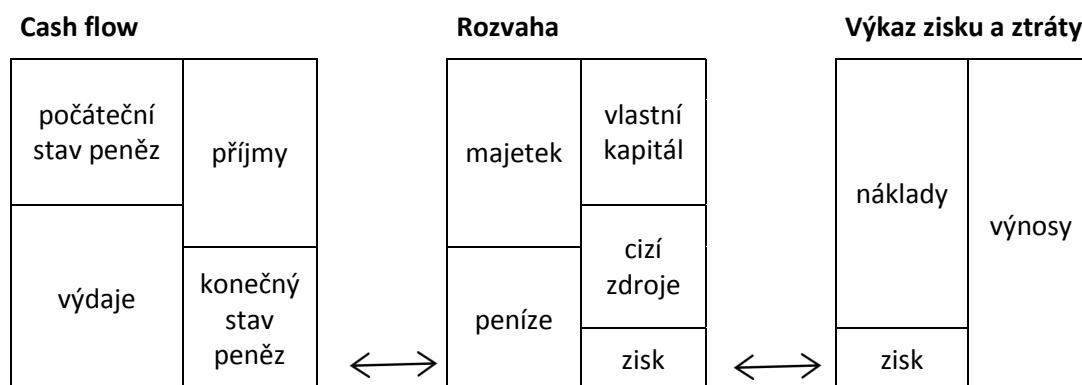 Cash flow
počáteční
stav peněz
příjmy
výdaje
konečný
stav
peněz
Rozvaha
majetek
vlastní
kapitál
cizí
zdroje
peníze
zisk
Výkaz zisku a ztráty
náklady
výnosy
zisk